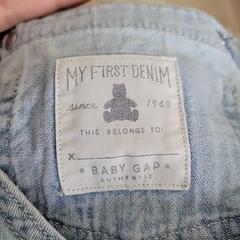 MY FIRST DENIM
since 1969
THIS BELONGS TO:
X
* BABY GAP *
AUTHENTIC